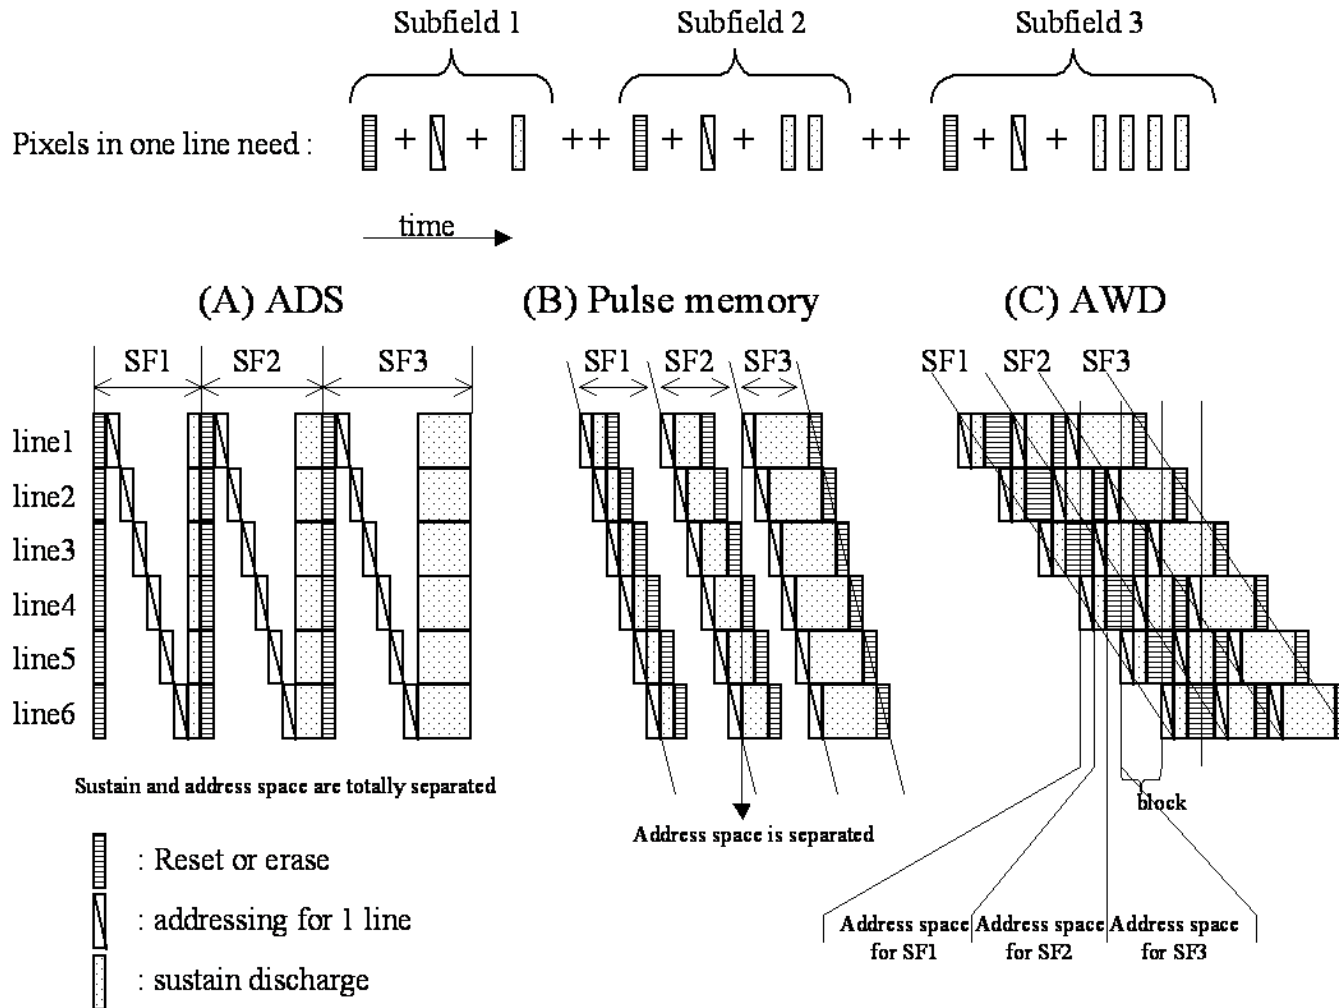 Subfield 1 Subfield 2 Subfield 3
Pixels in one line need : + + + + + + + + + +
time
(A) ADS (B) Pulse memory (C) AWD
SF1 SF2 SF3 SF1 SF2 SF3 SF1 SF2 SF3
line1
line2
line3
line4
line5
line6
Sustain and address space are totally separated
block
Address space is separated
: Reset or erase
: addressing for 1 line
: sustain discharge
Address space for SF1
Address space for SF2
Address space for SF3